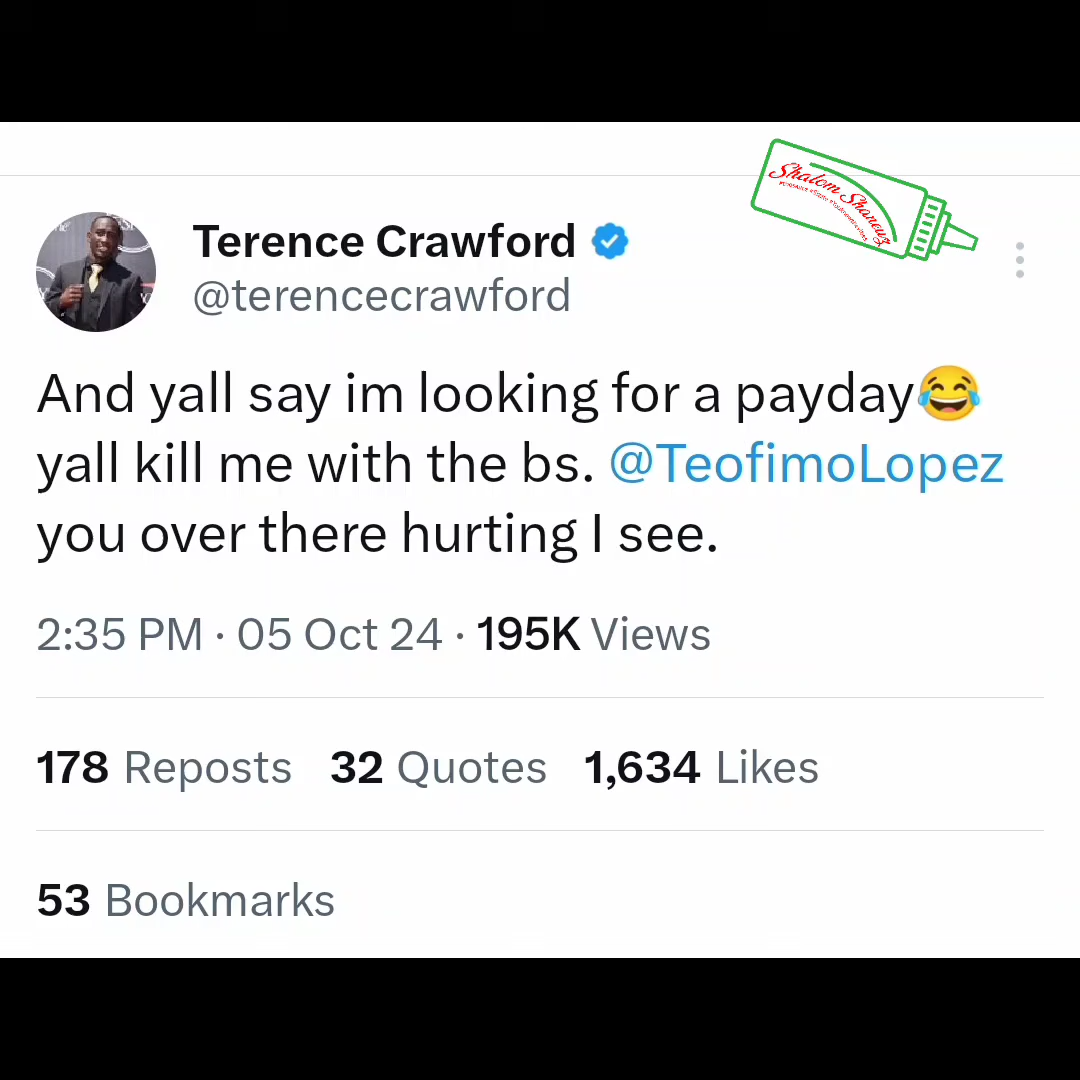 Shalom Shareuz
Terence Crawford
@terencecrawford
And yall say im looking for a payday😂
yall kill me with the bs. @TeofimoLopez
you over there hurting I see.
2:35 PM · 05 Oct 24 · 195K Views
178 Reposts 32 Quotes 1,634 Likes
53 Bookmarks